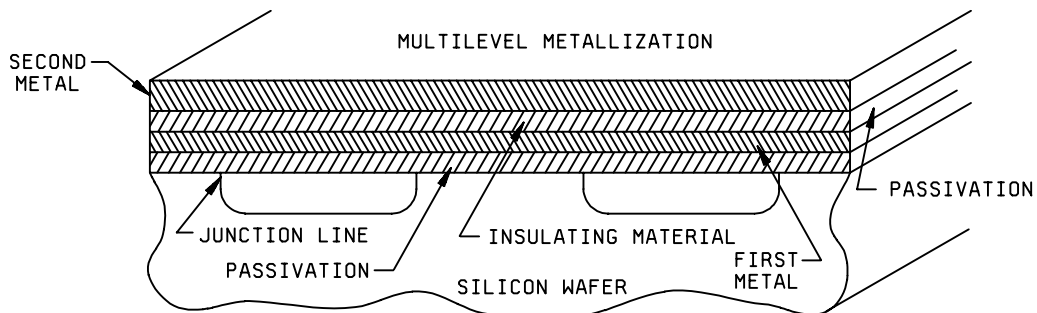 MULTILEVEL METALLIZATION
SECOND
METAL
PASSIVATION
JUNCTION LINE
INSULATING MATERIAL
PASSIVATION
FIRST
METAL
SILICON WAFER